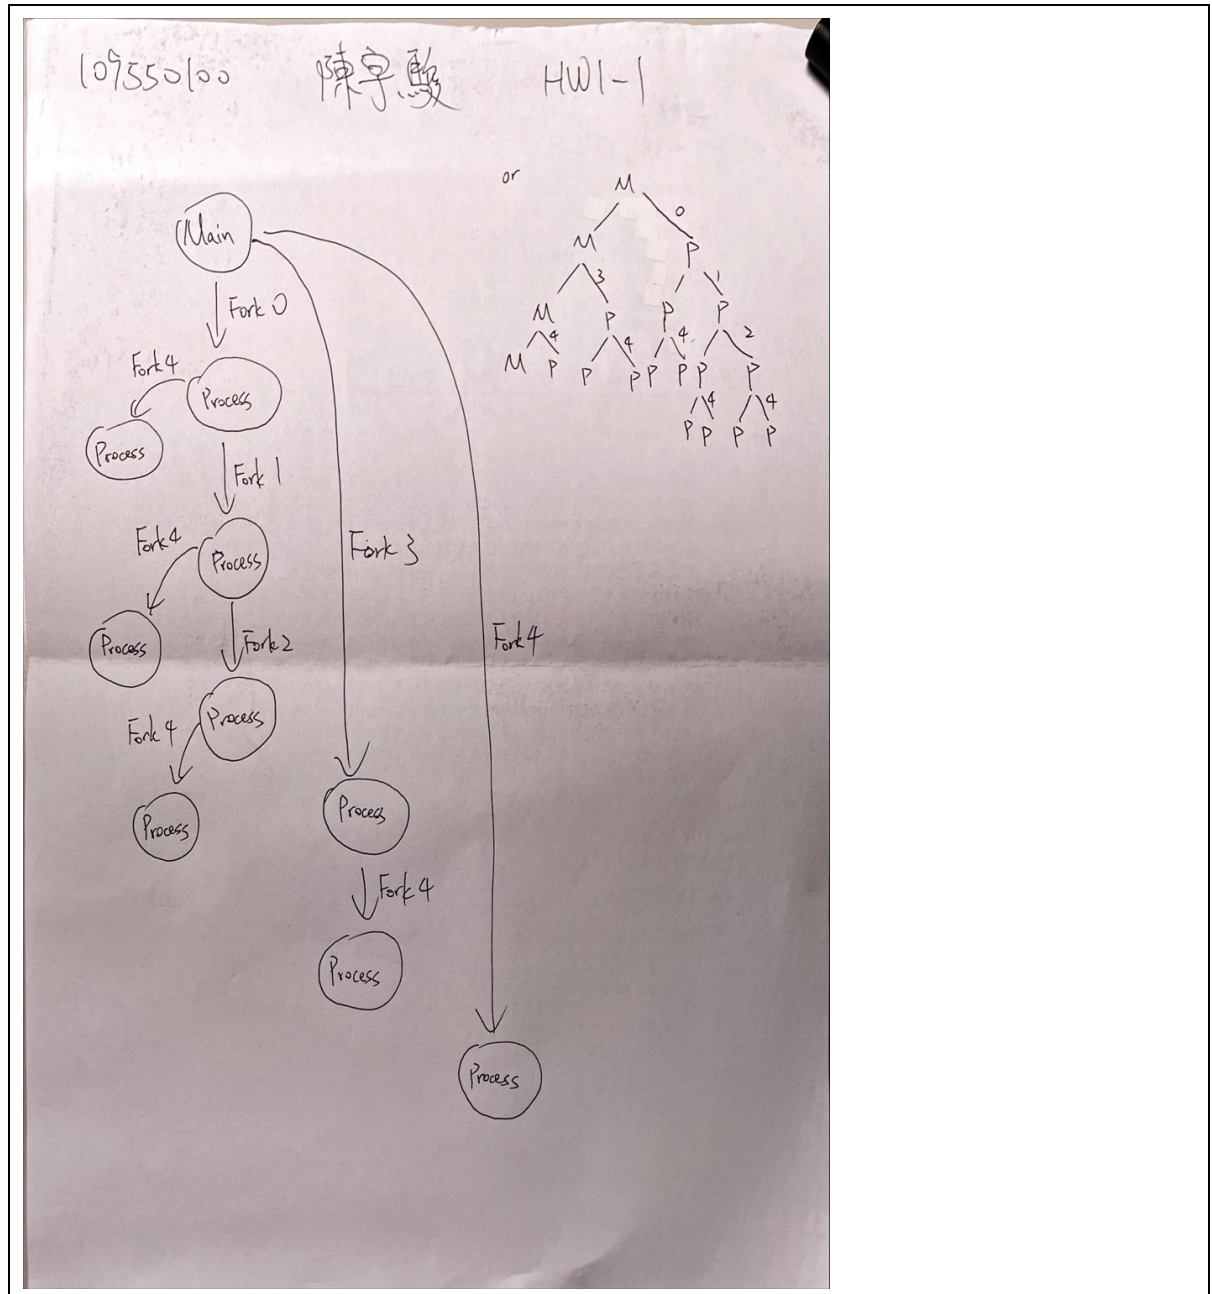 109550100 陳宇駿 HW1-1
or
M
0
M P
3 1
M P P P
4 4 4 2
M P P P P P P P
4 4
P P P P
Main
Fork 0
Fork 4
Process
Process
Fork 1
Fork 4
Process
Fork 3
Process
Fork 2
Fork 4
Process
Fork 4
Process
Process
Fork 4
Process
Process